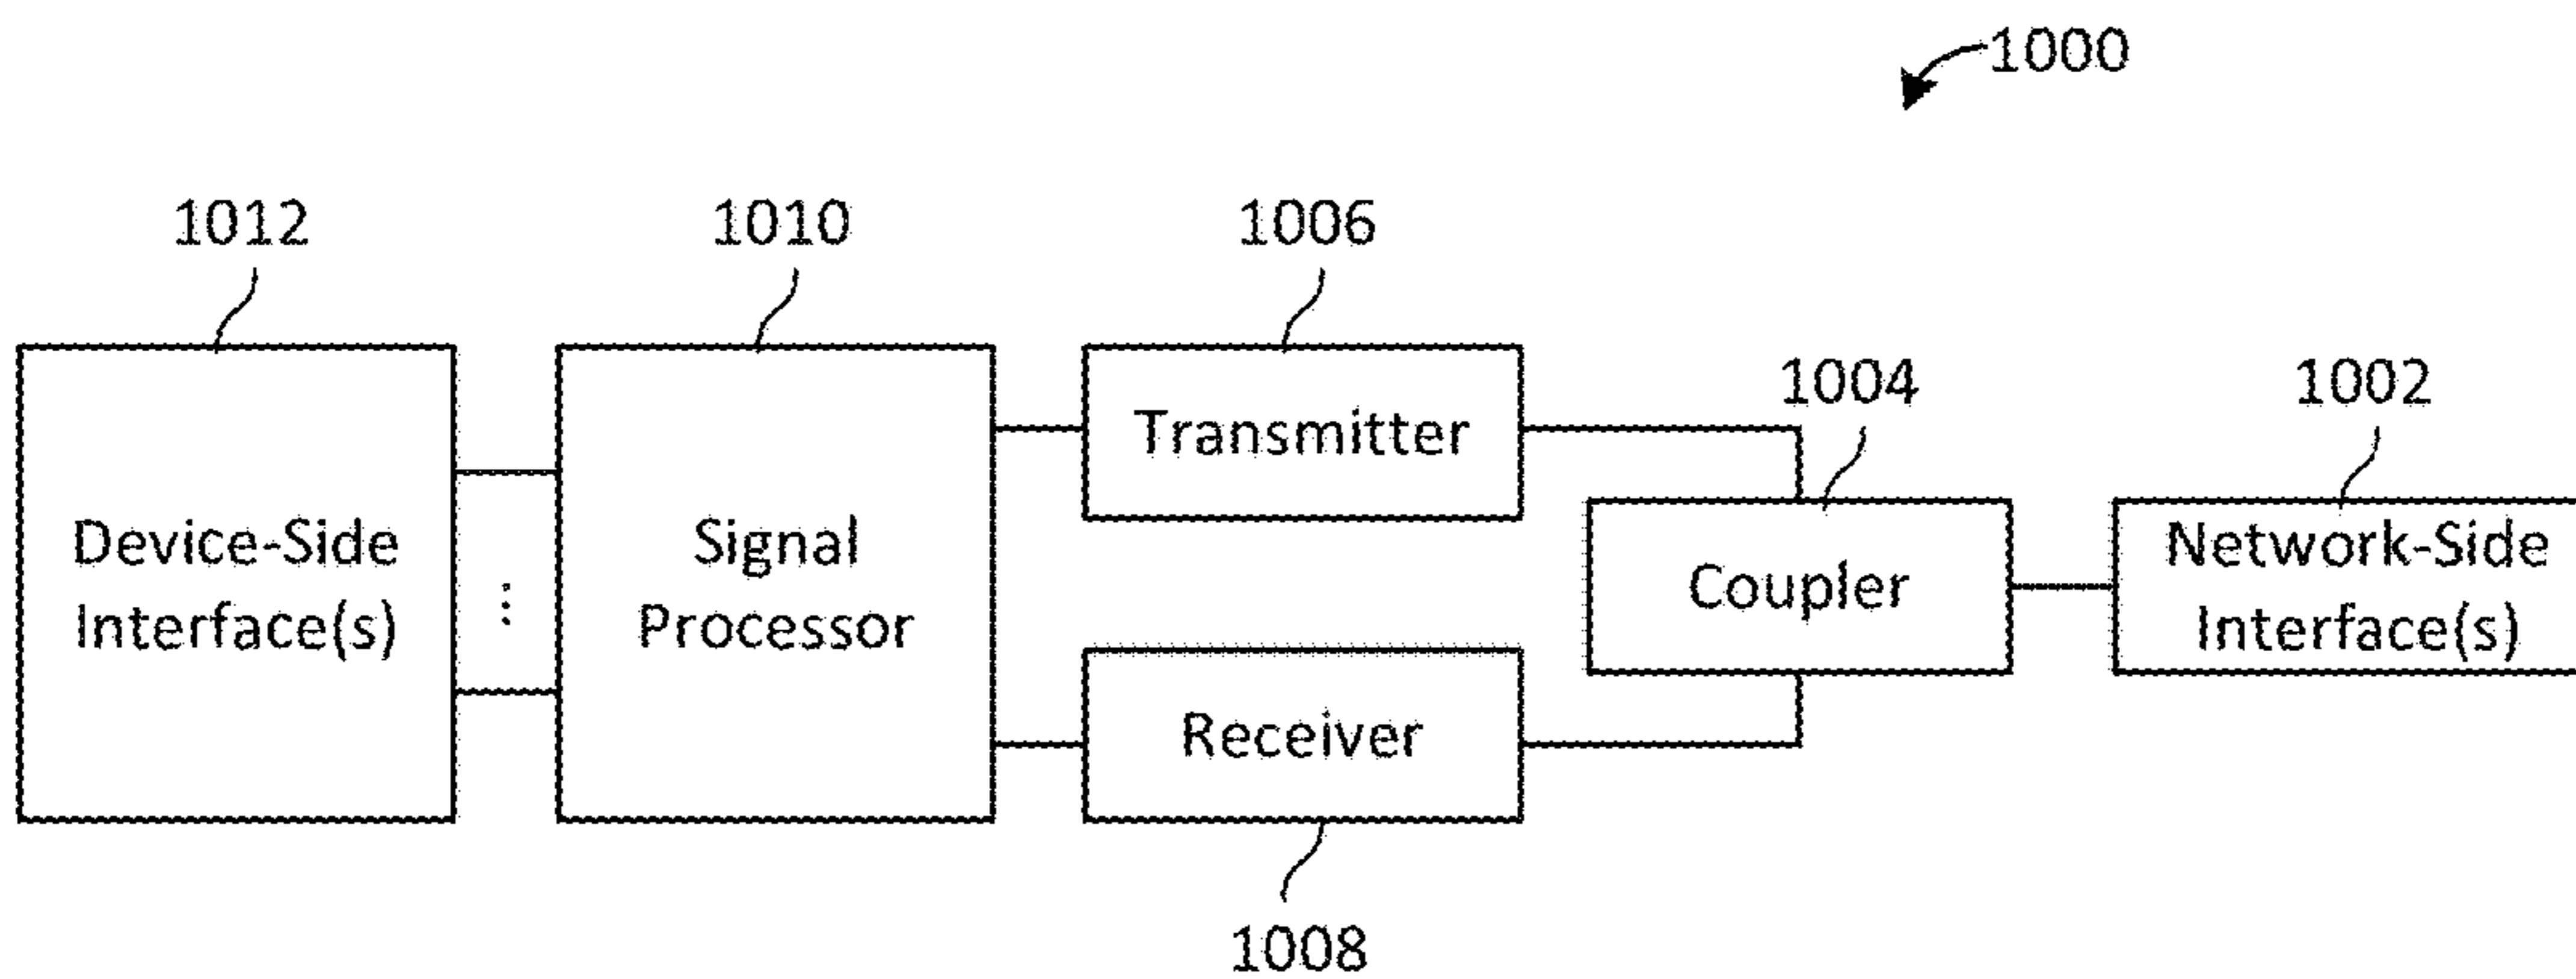 1000
1012
1010
1006
1004
1002
Device-Side
Interface(s)
⋮
Signal
Processor
Transmitter
Receiver
Coupler
Network-Side
Interface(s)
1008